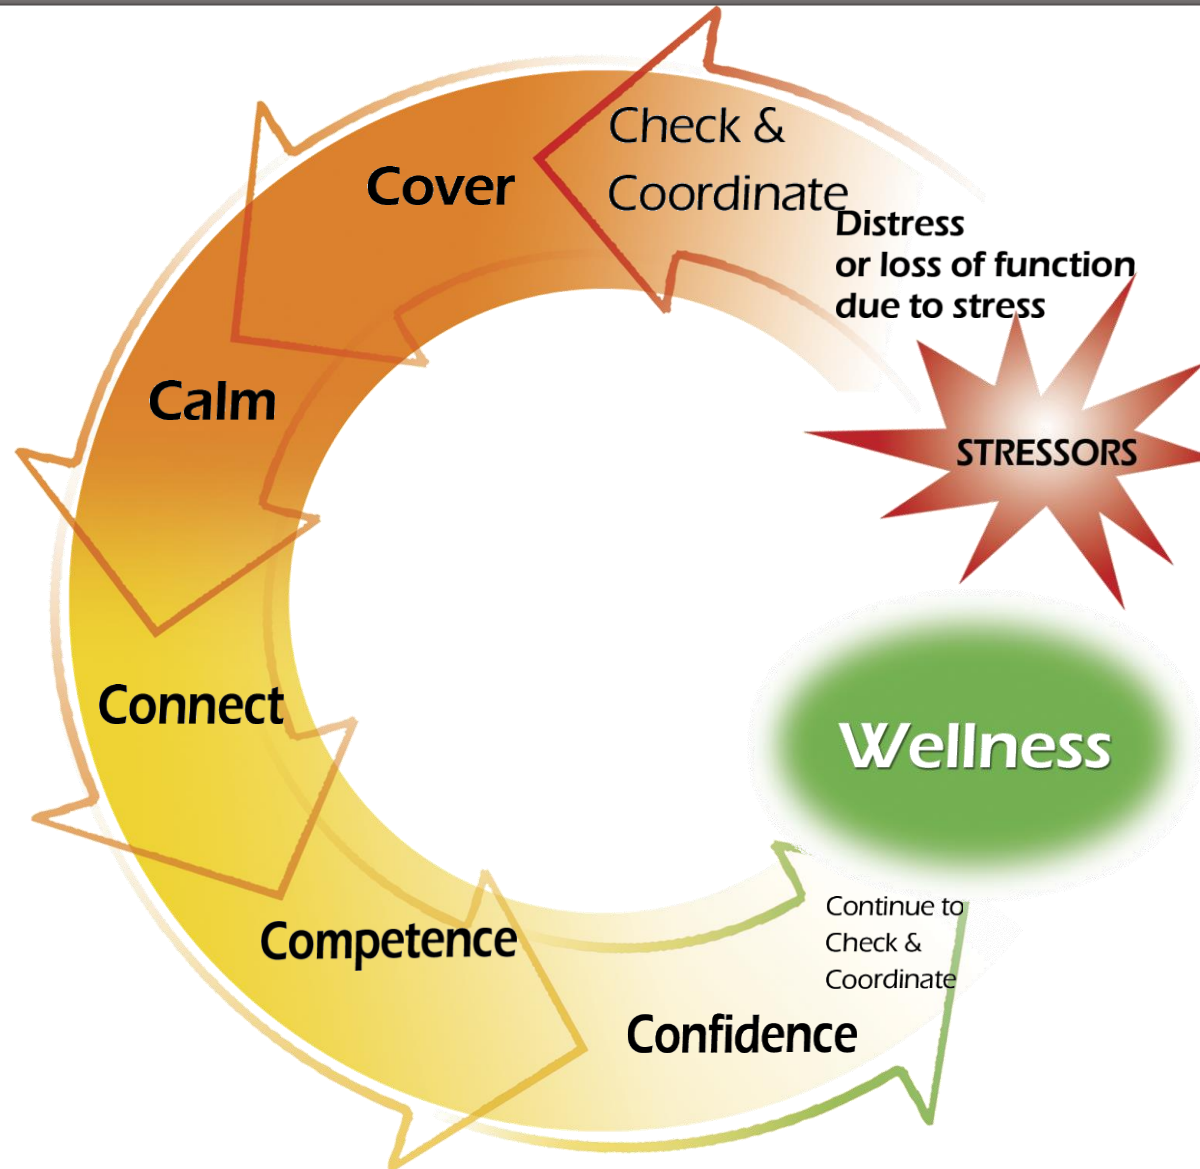 Check &
Coordinate
Distress
or loss of function
due to stress
STRESSORS
Cover
Calm
Connect
Competence
Confidence
Continue to
Check &
Coordinate
Wellness